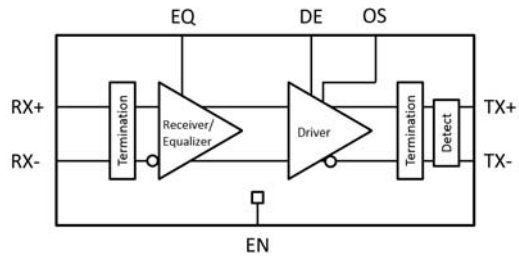 EQ DE OS
RX+ TX+
Termination
Receiver/
Equalizer
Driver
Termination
Detect
RX- TX-
EN